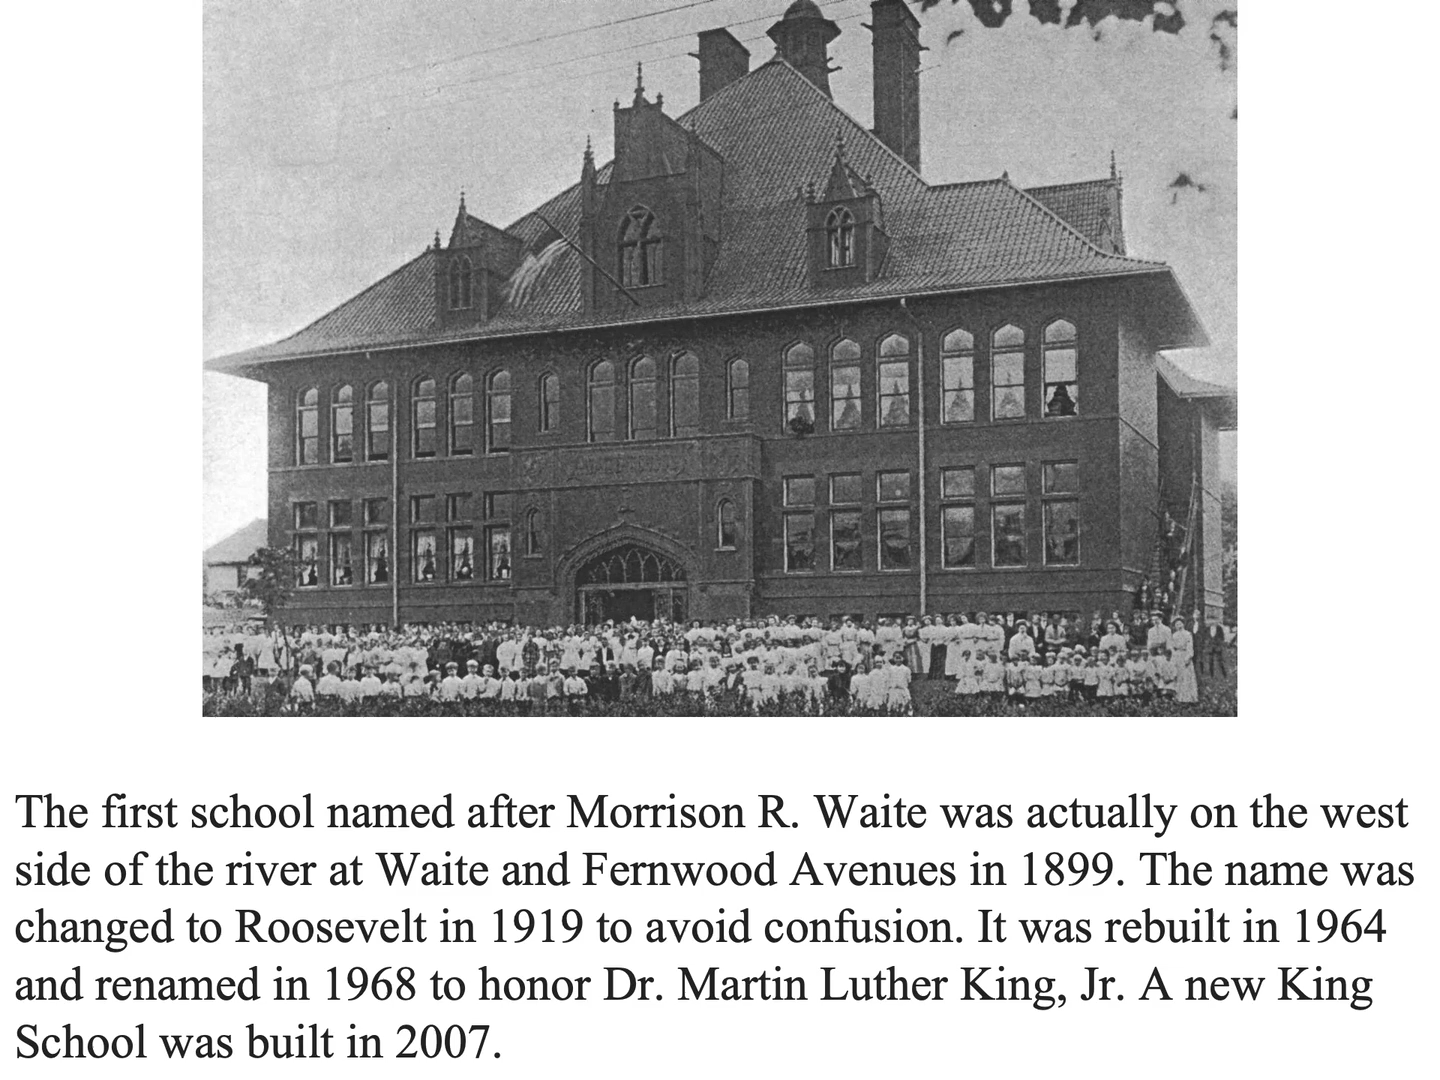 The first school named after Morrison R. Waite was actually on the west
side of the river at Waite and Fernwood Avenues in 1899. The name was
changed to Roosevelt in 1919 to avoid confusion. It was rebuilt in 1964
and renamed in 1968 to honor Dr. Martin Luther King, Jr. A new King
School was built in 2007.